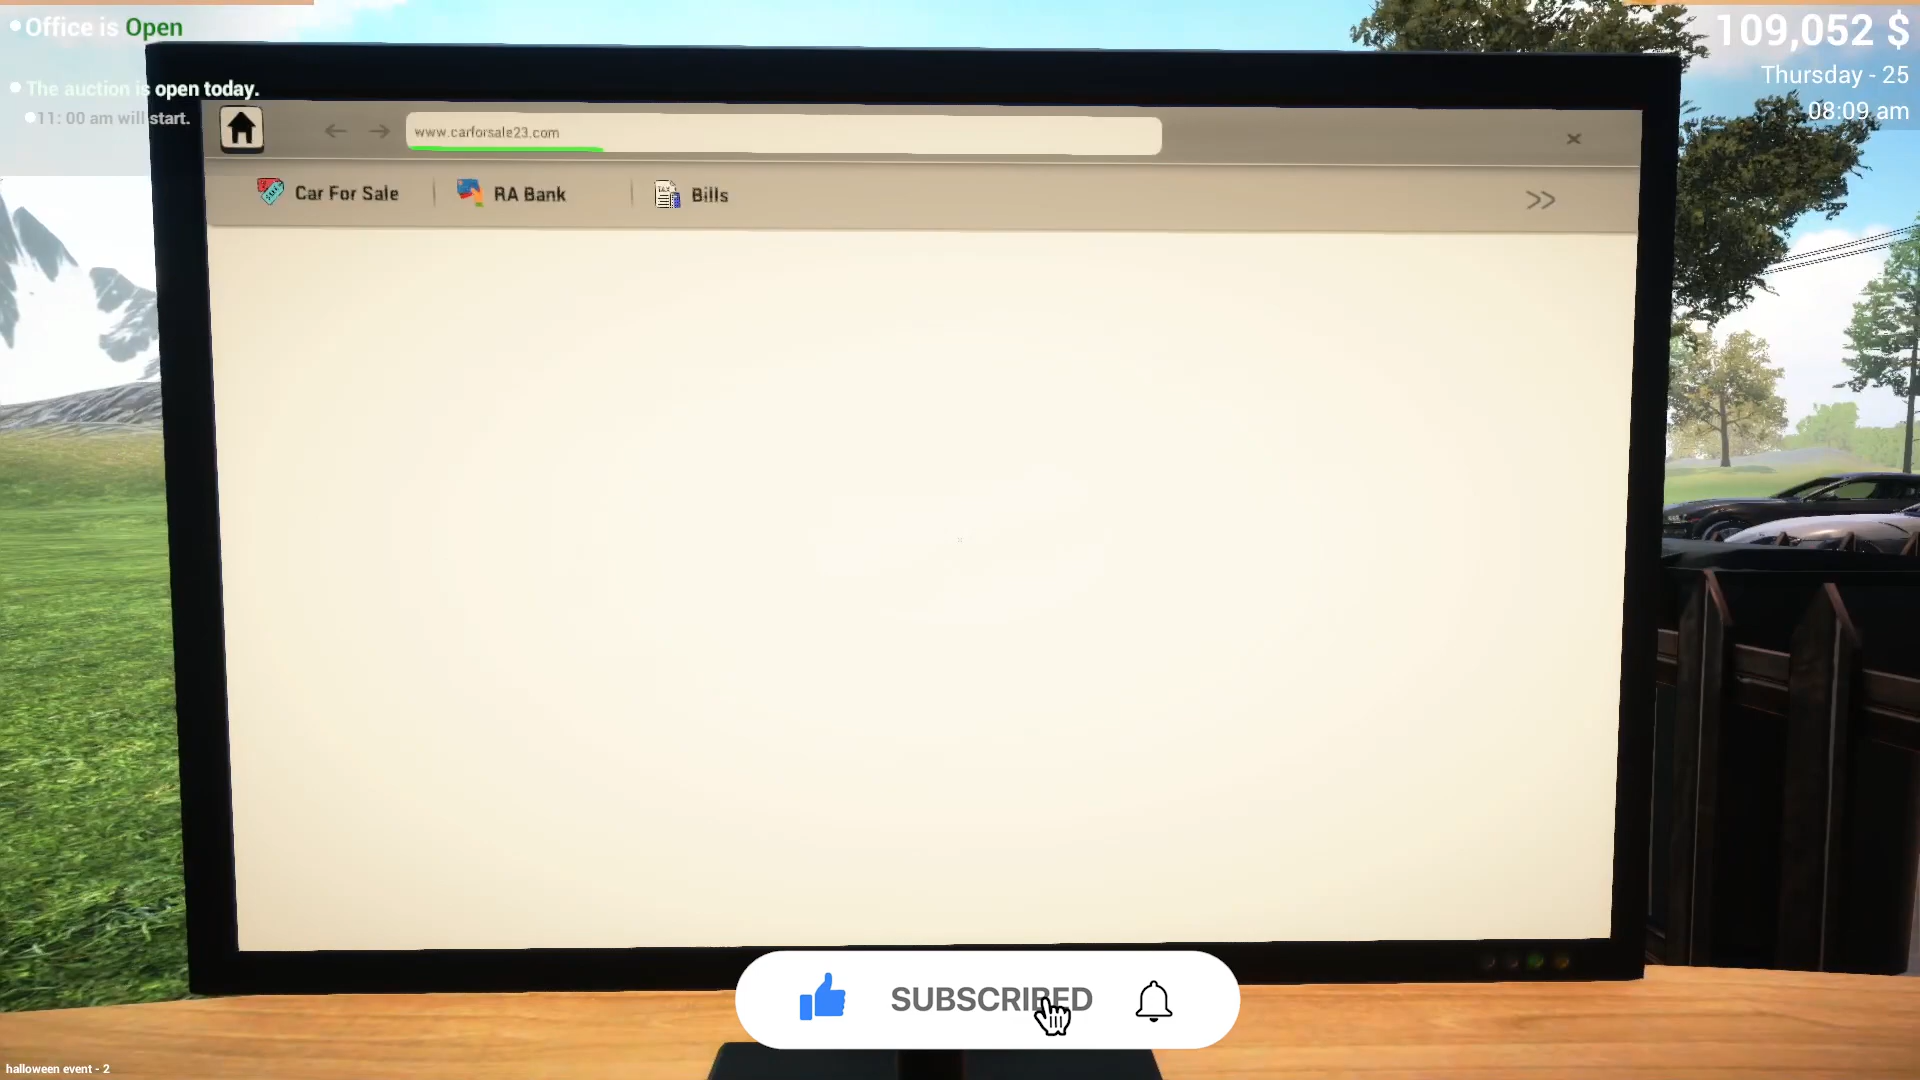 Office is Open
The auction is open today.
11: 00 am will start.
109,052 $
Thursday - 25
08:09 am
www.carforsale23.com
Car For Sale
RA Bank
Bills
SUBSCRIBED
halloween event - 2